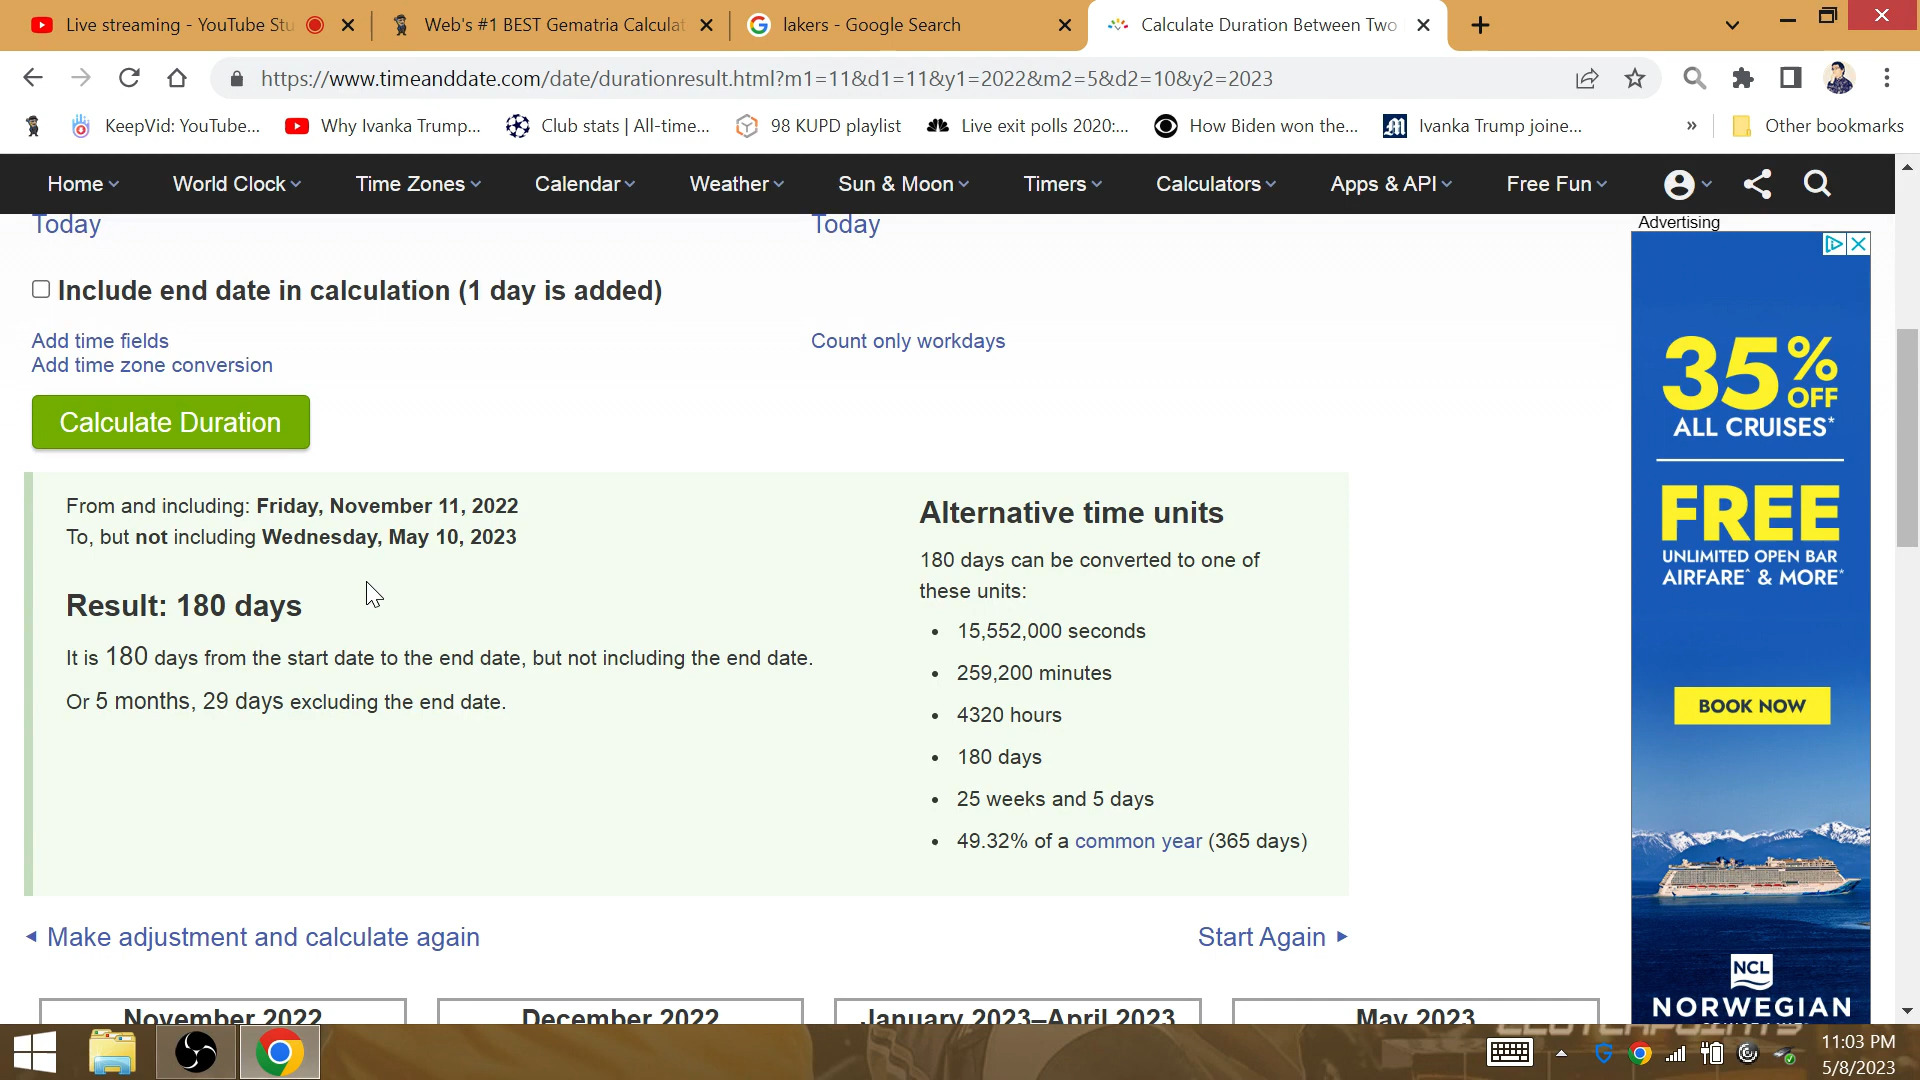 Live streaming - YouTube Stu
Web's #1 BEST Gematria Calculat
lakers - Google Search
Calculate Duration Between Two
https://www.timeanddate.com/date/durationresult.html?m1=11&d1=11&y1=2022&m2=5&d2=10&y2=2023
KeepVid: YouTube...
Why Ivanka Trump...
Club stats | All-time...
98 KUPD playlist
Live exit polls 2020:...
How Biden won the...
Ivanka Trump joine...
»
Other bookmarks
Home
World Clock
Time Zones
Calendar
Weather
Sun & Moon
Timers
Calculators
Apps & API
Free Fun
Today
Today
Advertising
Include end date in calculation (1 day is added)
Add time fields
Count only workdays
Add time zone conversion
Calculate Duration
From and including: Friday, November 11, 2022
To, but not including Wednesday, May 10, 2023
Result: 180 days
It is 180 days from the start date to the end date, but not including the end date.
Or 5 months, 29 days excluding the end date.
Alternative time units
180 days can be converted to one of
these units:
• 15,552,000 seconds
• 259,200 minutes
• 4320 hours
• 180 days
• 25 weeks and 5 days
• 49.32% of a common year (365 days)
35%
OFF
ALL CRUISES*
FREE
UNLIMITED OPEN BAR
AIRFARE^ & MORE*
BOOK NOW
NCL
NORWEGIAN
Make adjustment and calculate again
Start Again
November 2022
December 2022
January 2023–April 2023
May 2023
11:03 PM
5/8/2023